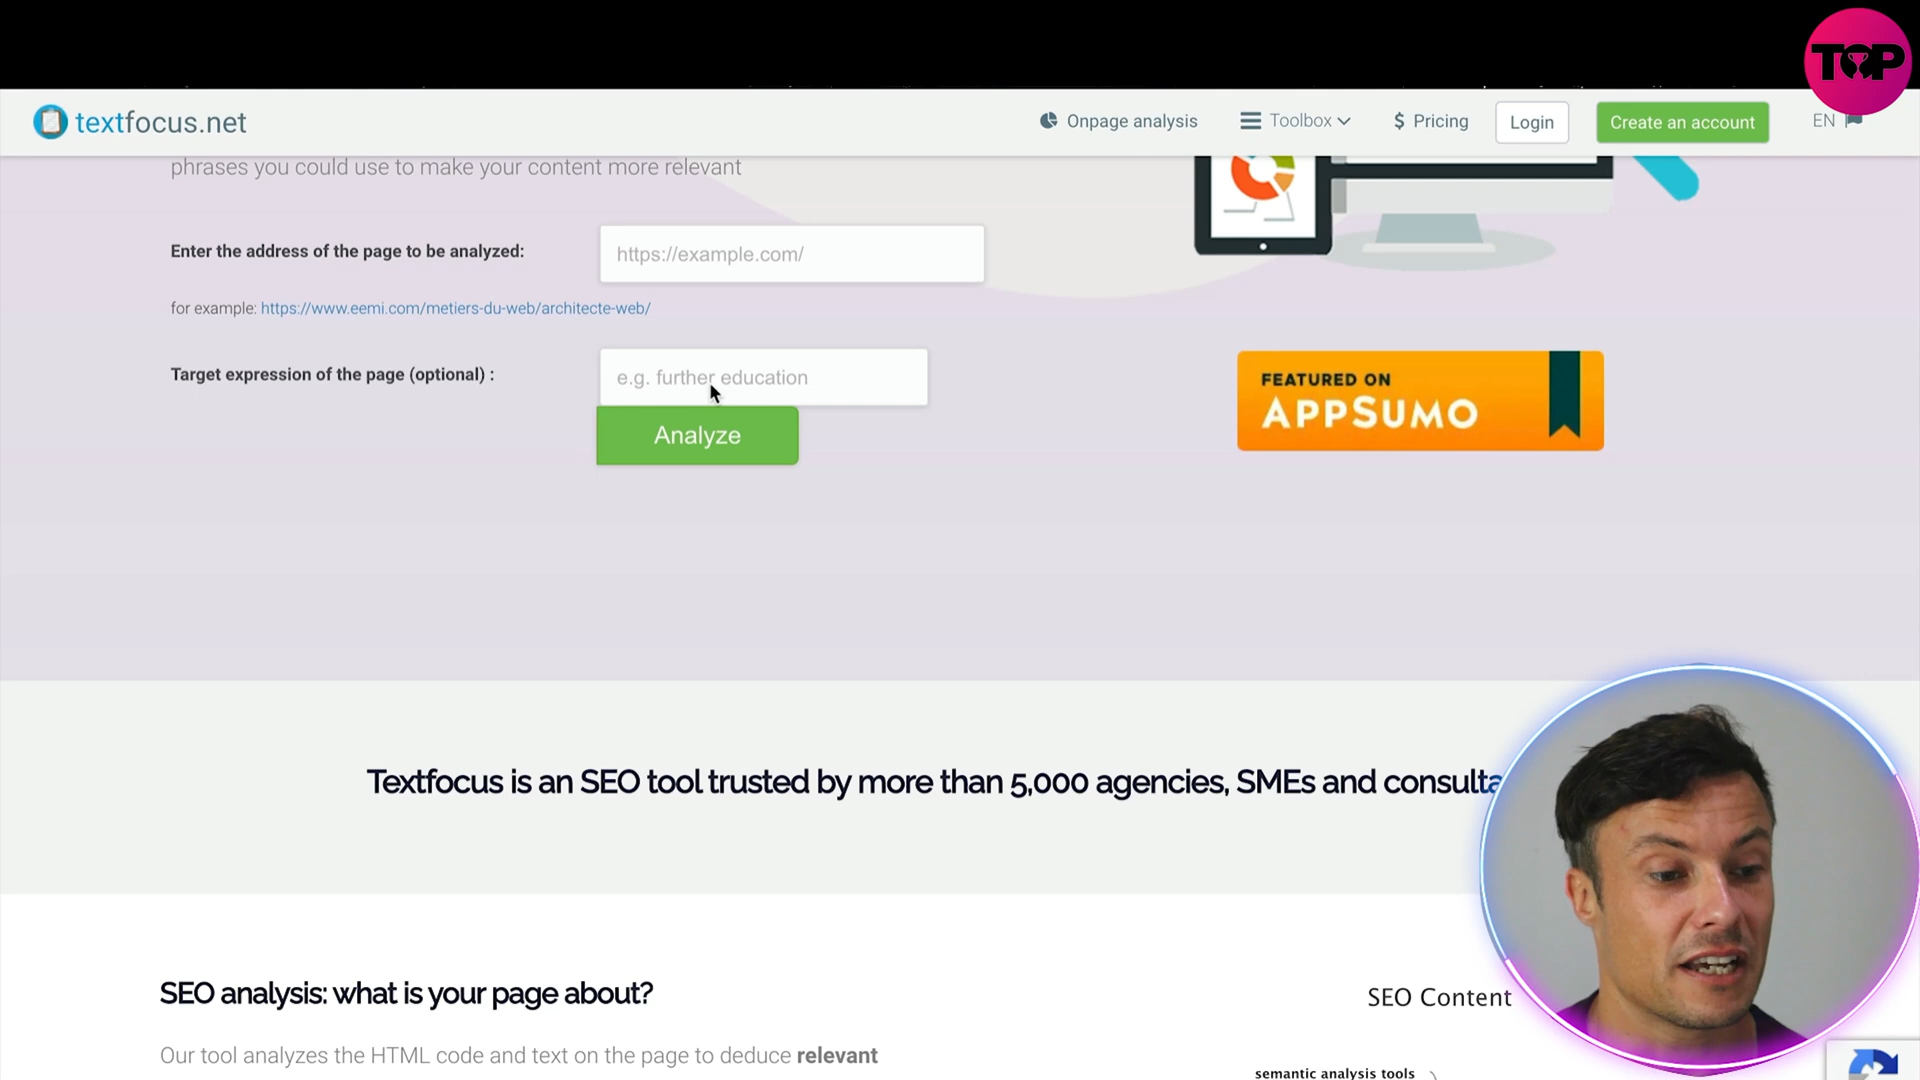 TOP
textfocus.net
Onpage analysis
Toolbox
$ Pricing
Login
Create an account
EN
phrases you could use to make your content more relevant
Enter the address of the page to be analyzed:
https://example.com/
for example: https://www.eemi.com/metiers-du-web/architecte-web/
Target expression of the page (optional) :
e.g. further education
Analyze
FEATURED ON
APPSUMO
Textfocus is an SEO tool trusted by more than 5,000 agencies, SMEs and consulta
SEO analysis: what is your page about?
SEO Content
Our tool analyzes the HTML code and text on the page to deduce relevant
semantic analysis tools